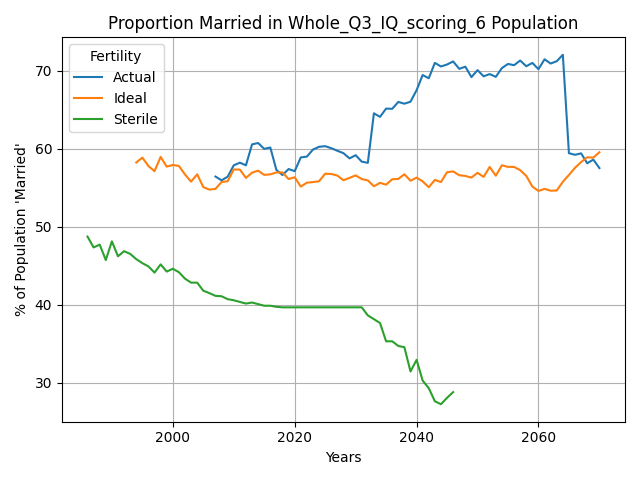 Proportion Married in Whole_Q3_IQ_scoring_6 Population
Fertility
Actual
Ideal
Sterile
% of Population 'Married'
70
60
50
40
30
2000
2020
2040
2060
Years